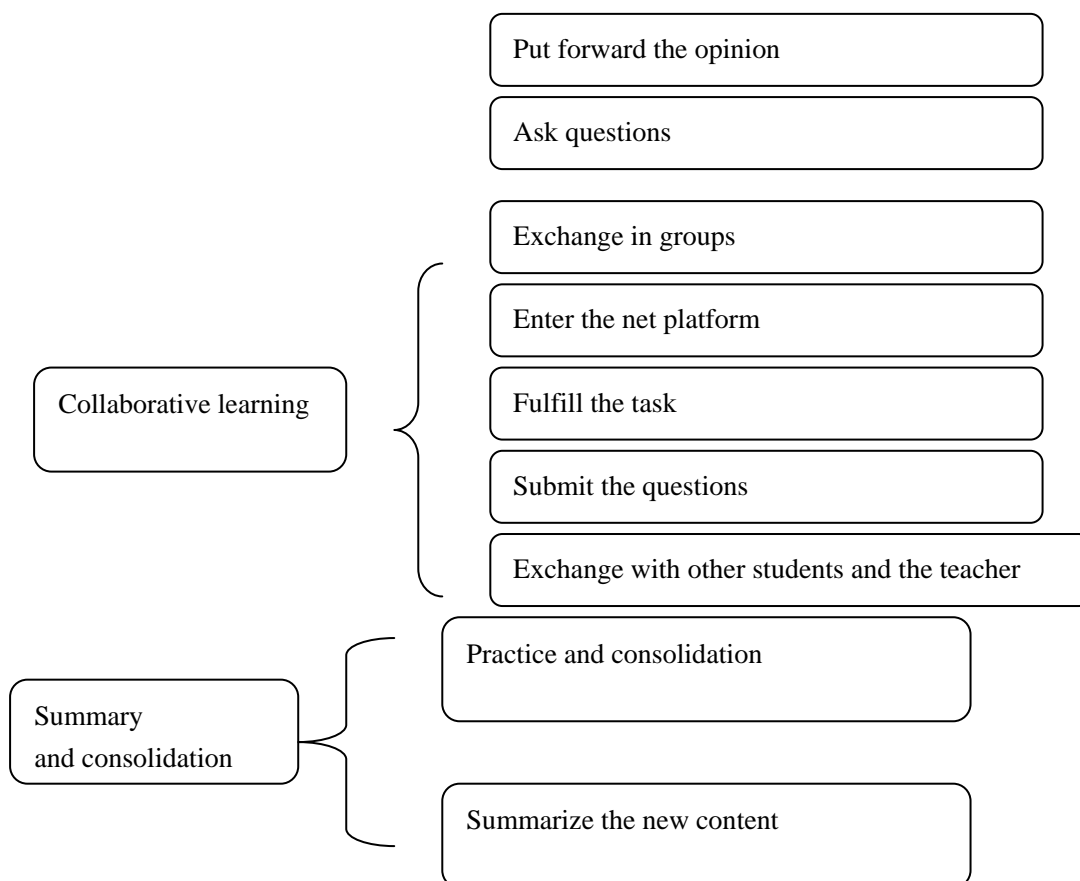 Put forward the opinion
Ask questions
Exchange in groups
Enter the net platform
Collaborative learning
Fulfill the task
Submit the questions
Exchange with other students and the teacher
Practice and consolidation
Summary
and consolidation
Summarize the new content